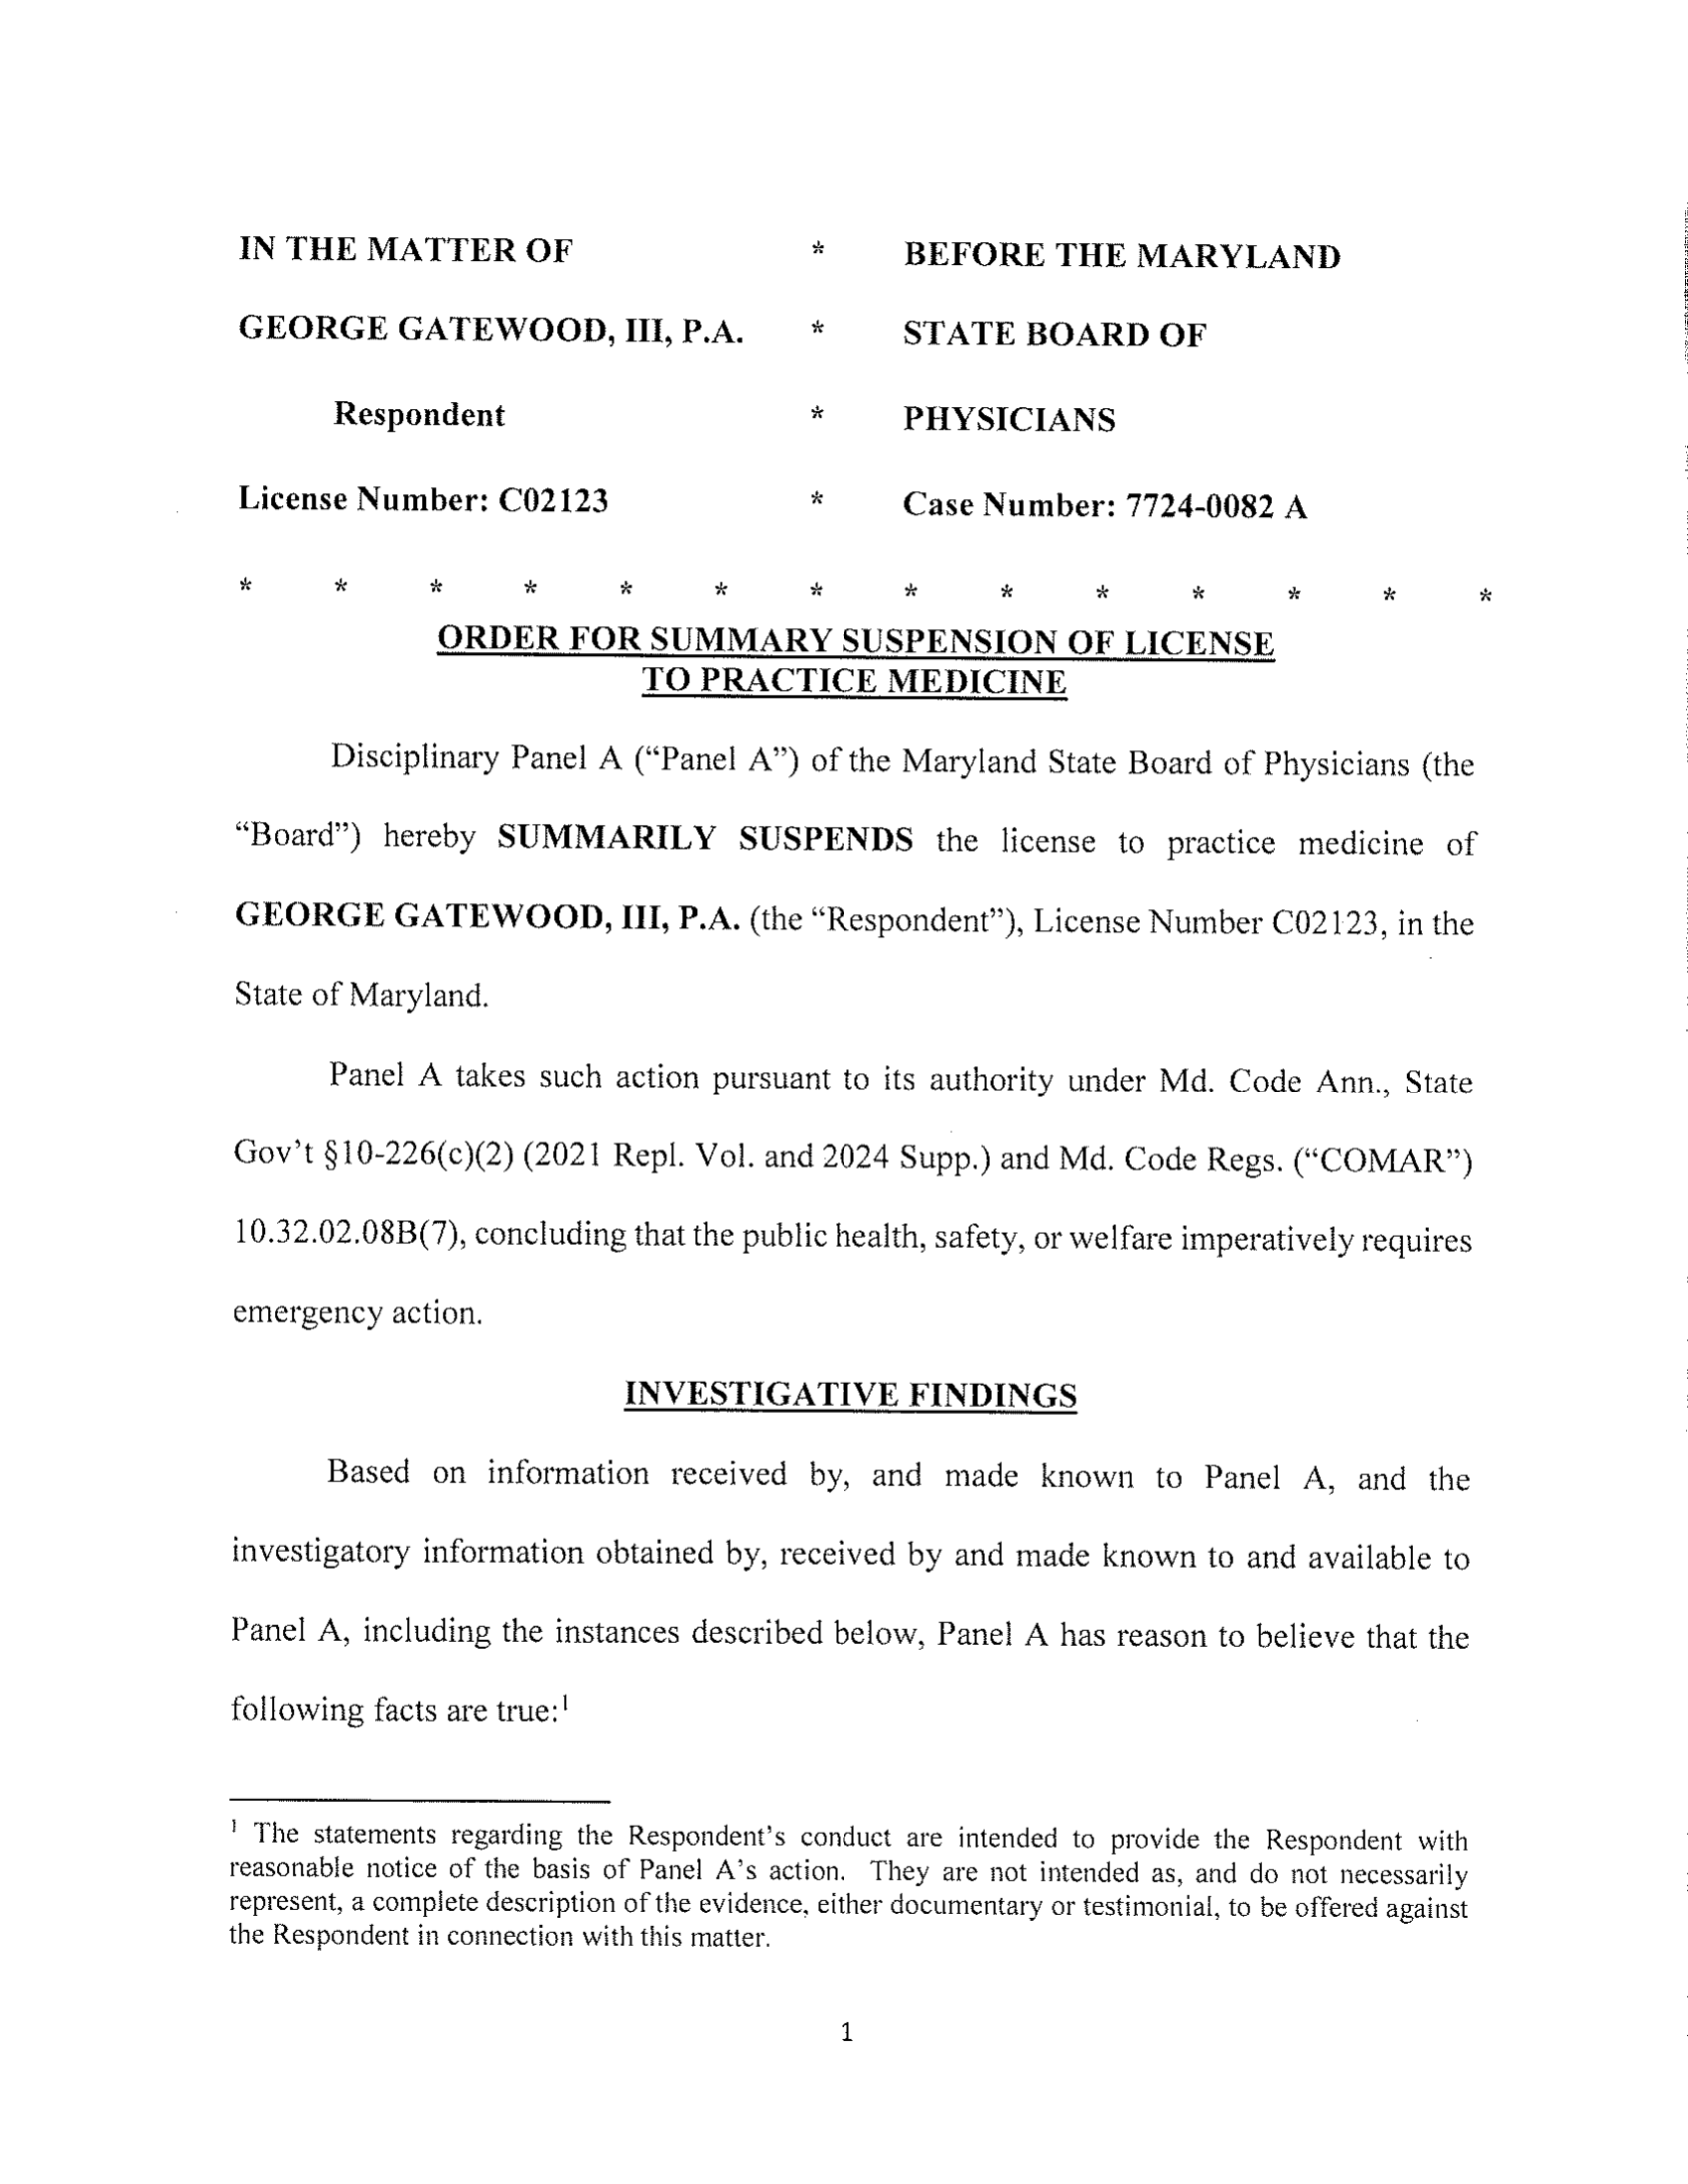 IN THE MATTER OF * BEFORE THE MARYLAND
GEORGE GATEWOOD, III, P.A. * STATE BOARD OF
Respondent * PHYSICIANS
License Number: C02123 * Case Number: 7724-0082 A
* * * * * * * * * * * * * *
ORDER FOR SUMMARY SUSPENSION OF LICENSE
TO PRACTICE MEDICINE
Disciplinary Panel A (“Panel A”) of the Maryland State Board of Physicians (the
“Board”) hereby SUMMARILY SUSPENDS the license to practice medicine of
GEORGE GATEWOOD, III, P.A. (the “Respondent”), License Number C02123, in the
State of Maryland.
Panel A takes such action pursuant to its authority under Md. Code Ann., State
Gov’t §10-226(c)(2) (2021 Repl. Vol. and 2024 Supp.) and Md. Code Regs. (“COMAR”)
10.32.02.08B(7), concluding that the public health, safety, or welfare imperatively requires
emergency action.
INVESTIGATIVE FINDINGS
Based on information received by, and made known to Panel A, and the
investigatory information obtained by, received by and made known to and available to
Panel A, including the instances described below, Panel A has reason to believe that the
following facts are true:¹
¹ The statements regarding the Respondent’s conduct are intended to provide the Respondent with
reasonable notice of the basis of Panel A’s action. They are not intended as, and do not necessarily
represent, a complete description of the evidence, either documentary or testimonial, to be offered against
the Respondent in connection with this matter.
1